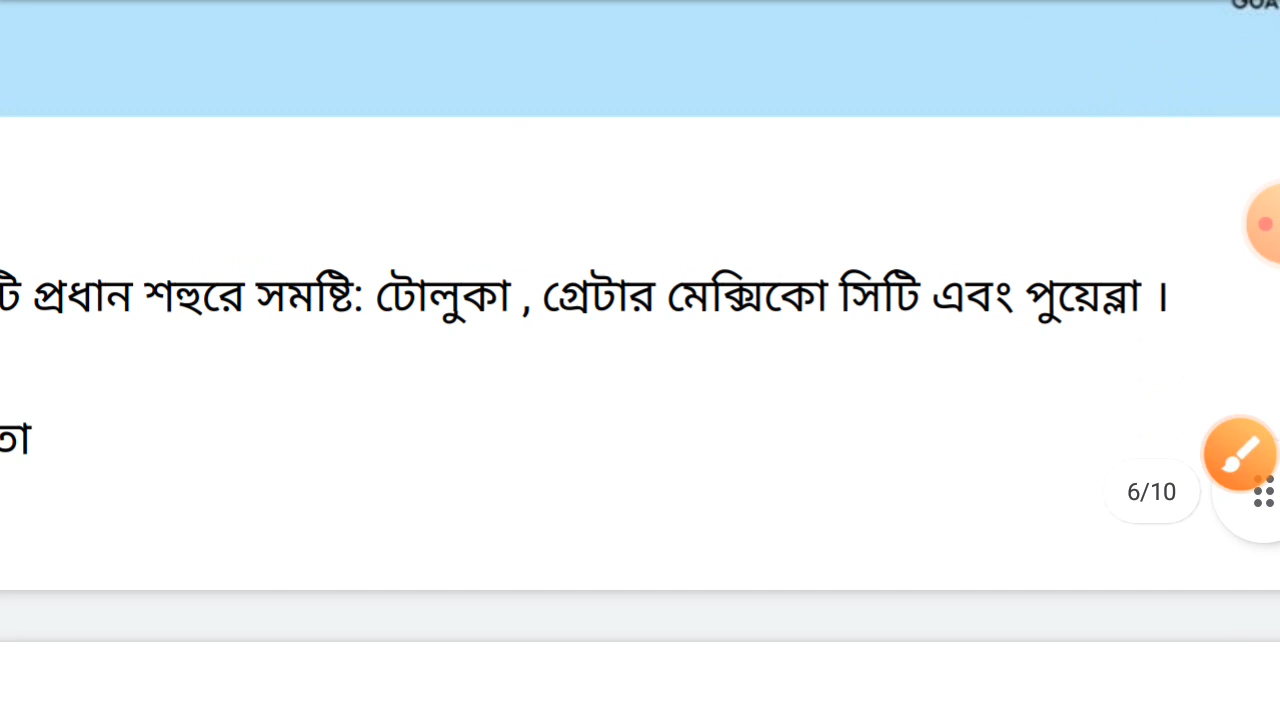 টি প্রধান শহুরে সমষ্টি: টোলুকা , গ্রেটার মেক্সিকো সিটি এবং পুয়েব্লা ।
তা
6/10